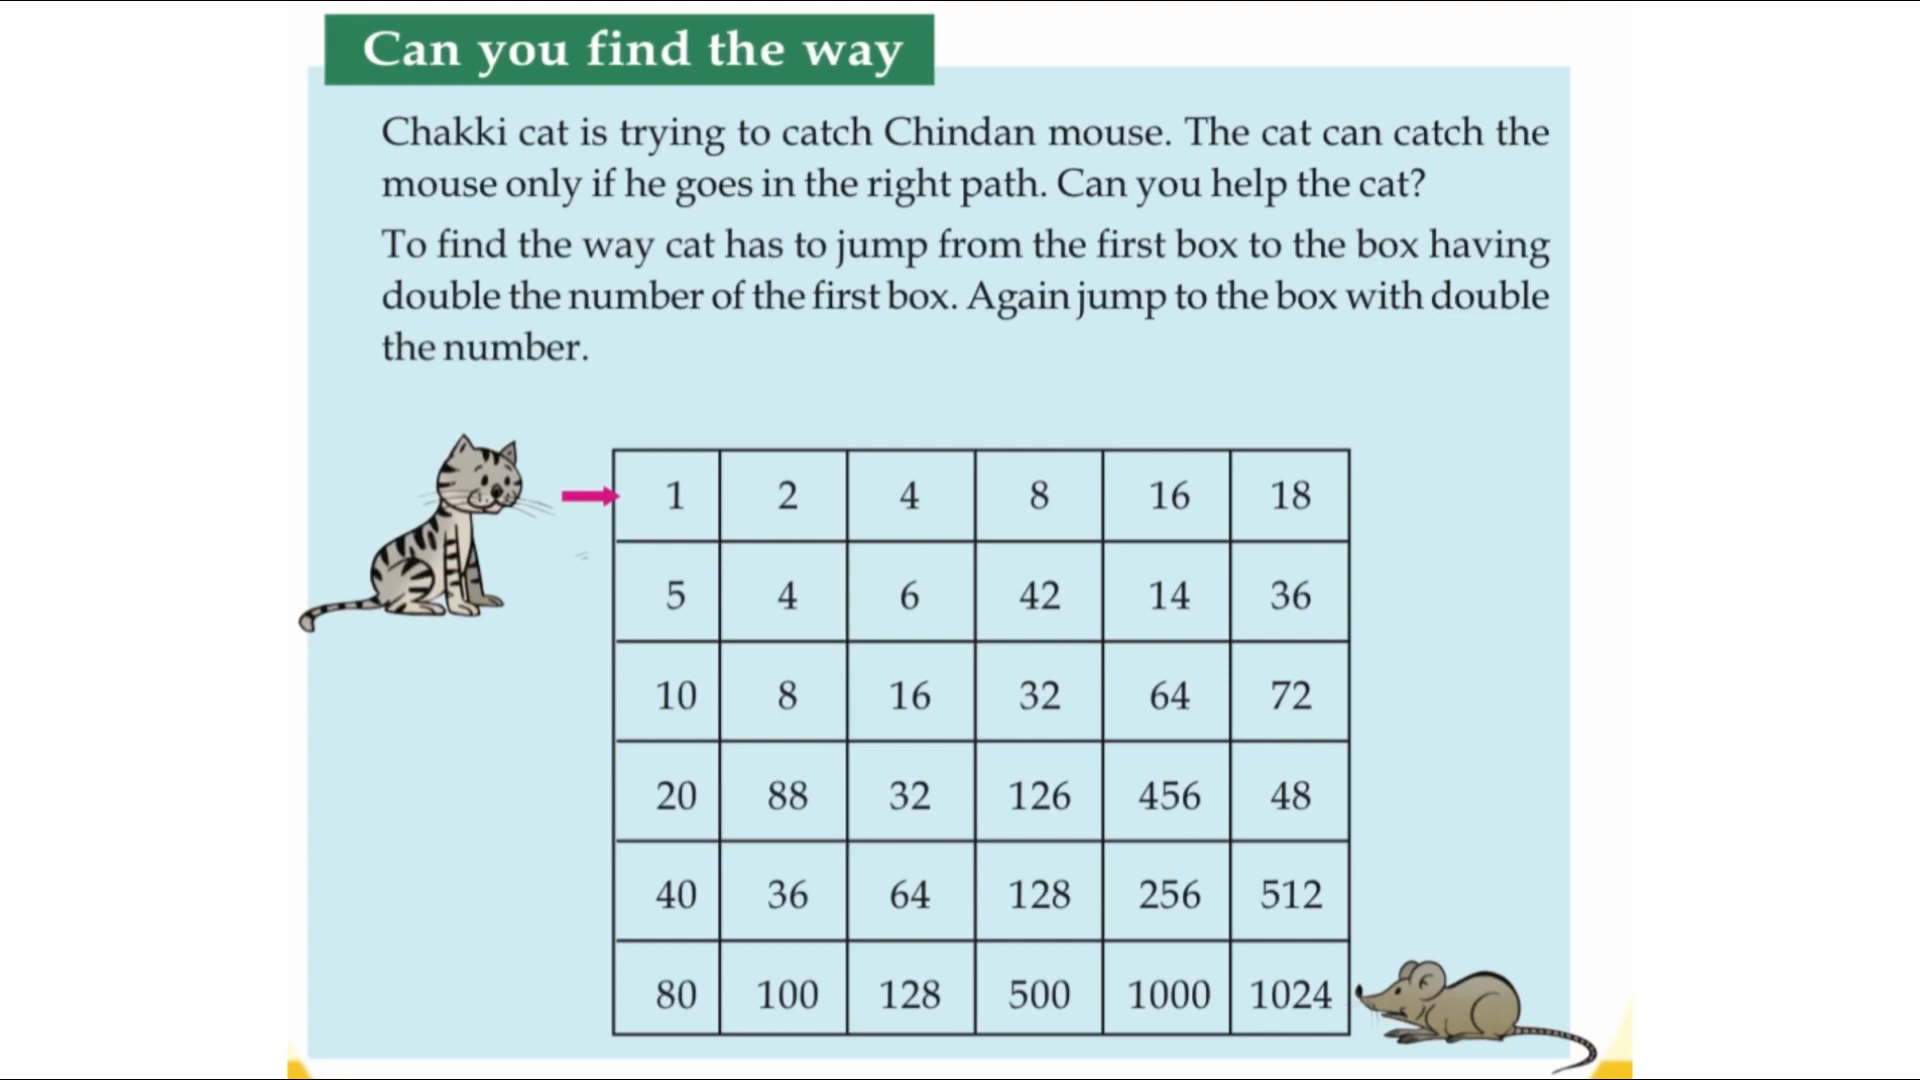 Can you find the way
Chakki cat is trying to catch Chindan mouse. The cat can catch the
mouse only if he goes in the right path. Can you help the cat?
To find the way cat has to jump from the first box to the box having
double the number of the first box. Again jump to the box with double
the number.
1 2 4 8 16 18
5 4 6 42 14 36
10 8 16 32 64 72
20 88 32 126 456 48
40 36 64 128 256 512
80 100 128 500 1000 1024